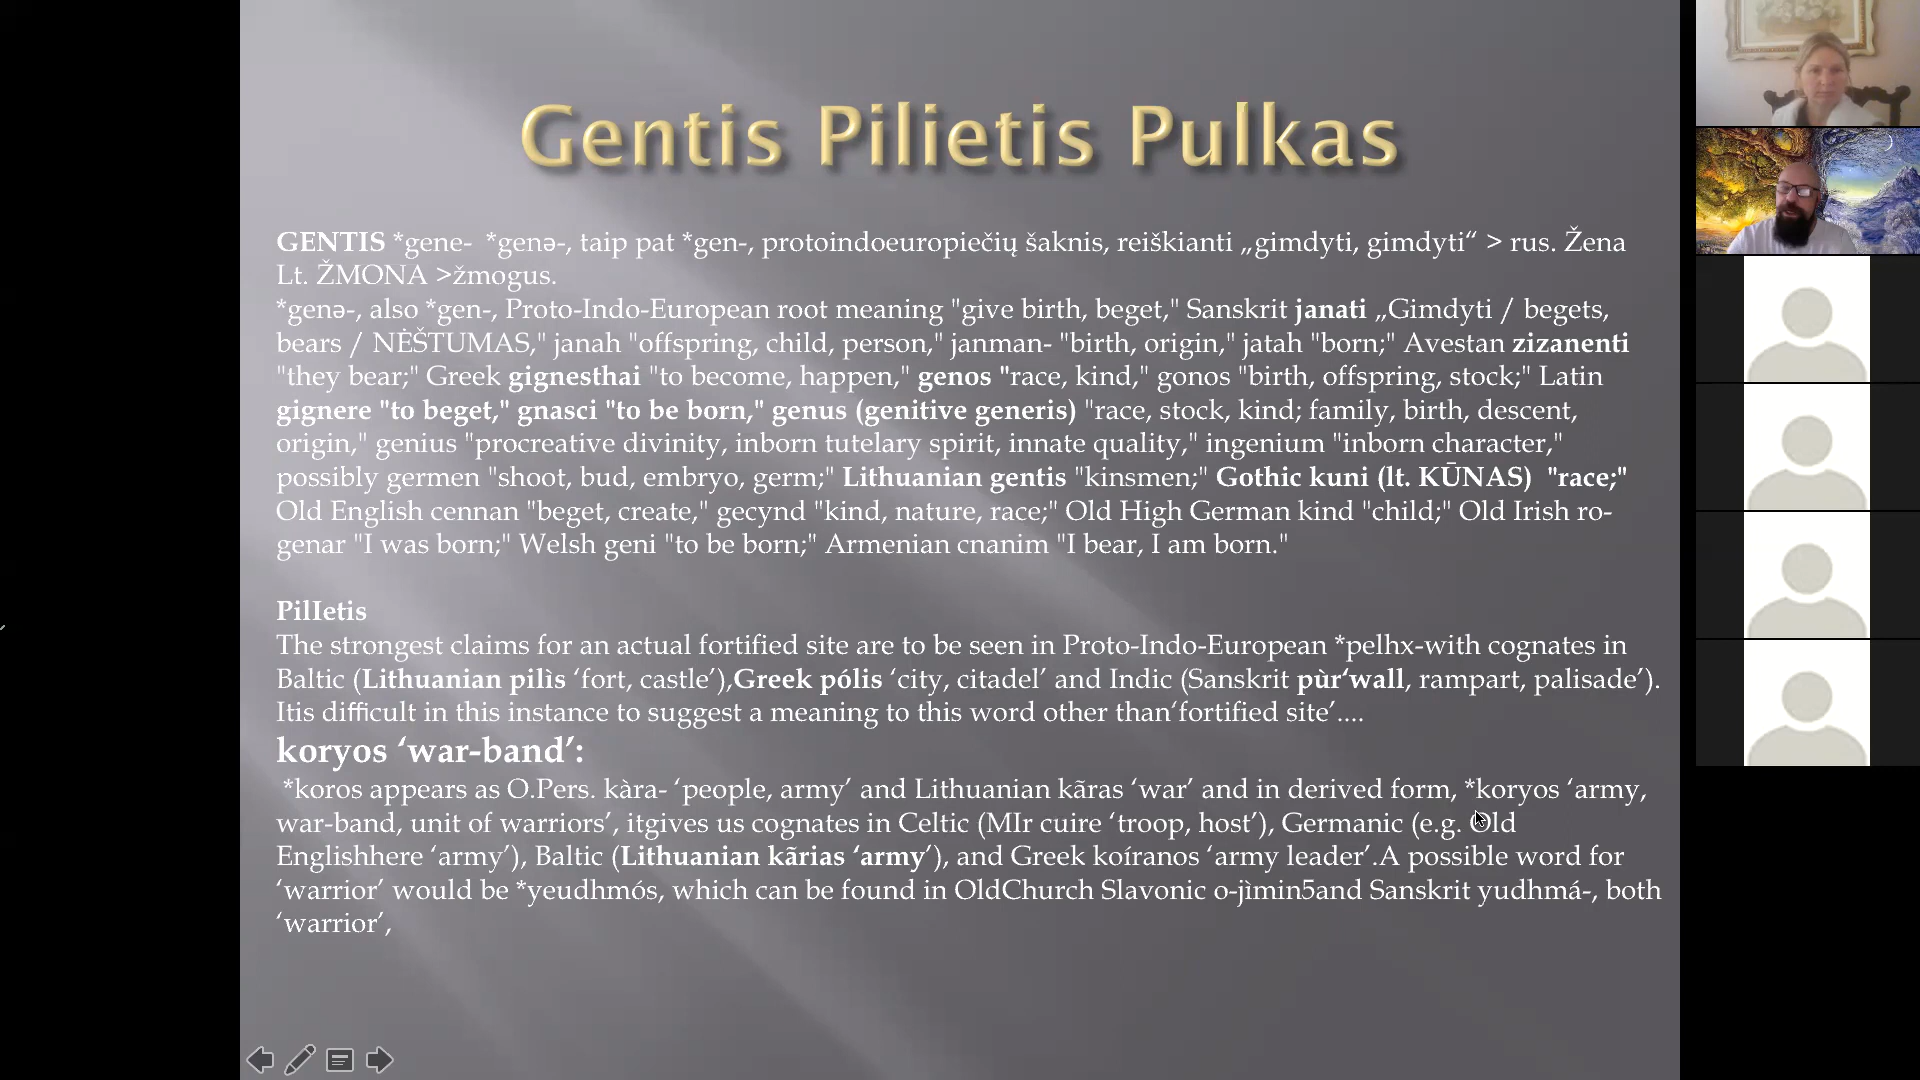 Gentis Pilietis Pulkas
GENTIS *gene-  *genə-, taip pat *gen-, protoindoeuropiečių šaknis, reiškianti „gimdyti, gimdyti“ > rus. Žena
Lt. ŽMONA >žmogus.
*genə-, also *gen-, Proto-Indo-European root meaning "give birth, beget," Sanskrit janati „Gimdyti / begets,
bears / NĖŠTUMAS," janah "offspring, child, person," janman- "birth, origin," jatah "born;" Avestan zizanenti
"they bear;" Greek gignesthai "to become, happen," genos "race, kind," gonos "birth, offspring, stock;" Latin
gignere "to beget," gnasci "to be born," genus (genitive generis) "race, stock, kind; family, birth, descent,
origin," genius "procreative divinity, inborn tutelary spirit, innate quality," ingenium "inborn character,"
possibly germen "shoot, bud, embryo, germ;" Lithuanian gentis "kinsmen;" Gothic kuni (lt. KŪNAS)  "race;"
Old English cennan "beget, create," gecynd "kind, nature, race;" Old High German kind "child;" Old Irish ro-
genar "I was born;" Welsh geni "to be born;" Armenian cnanim "I bear, I am born."
PilIetis
The strongest claims for an actual fortified site are to be seen in Proto-Indo-European *pelhx-with cognates in
Baltic (Lithuanian pilìs ‘fort, castle’),Greek pólis ‘city, citadel’ and Indic (Sanskrit pùr‘wall, rampart, palisade’).
Itis difficult in this instance to suggest a meaning to this word other than‘fortified site’....
koryos ‘war-band’:
*koros appears as O.Pers. kàra- ‘people, army’ and Lithuanian kãras ‘war’ and in derived form, *koryos ‘army,
war-band, unit of warriors’, itgives us cognates in Celtic (MIr cuire ‘troop, host’), Germanic (e.g. Old
Englishhere ‘army’), Baltic (Lithuanian kãrias ‘army’), and Greek koíranos ‘army leader’.A possible word for
‘warrior’ would be *yeudhmós, which can be found in OldChurch Slavonic o-jìmin5and Sanskrit yudhmá-, both
‘warrior’,